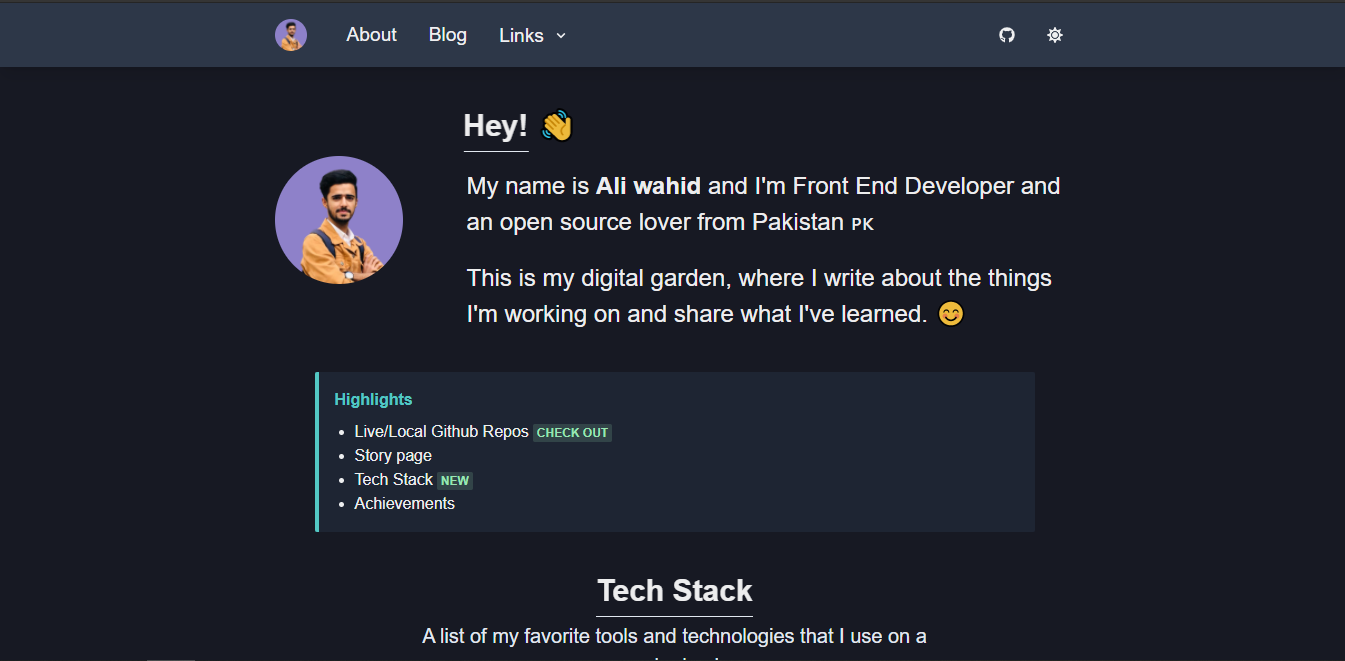 About Blog Links
Hey! 👋
My name is Ali wahid and I'm Front End Developer and
an open source lover from Pakistan PK
This is my digital garden, where I write about the things
I'm working on and share what I've learned. 😊
Highlights
Live/Local Github Repos CHECK OUT
Story page
Tech Stack NEW
Achievements
Tech Stack
A list of my favorite tools and technologies that I use on a